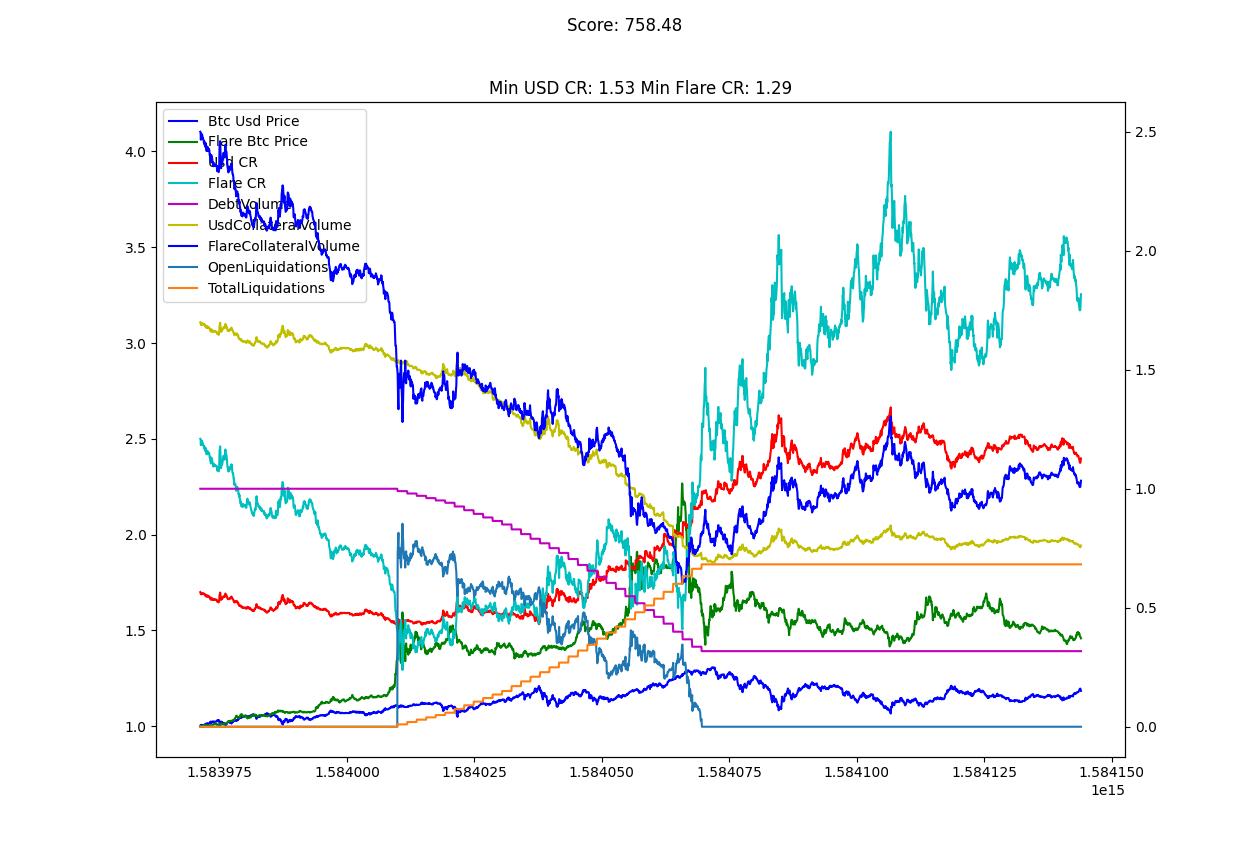 Score: 758.48
Min USD CR: 1.53 Min Flare CR: 1.29
Btc Usd Price
Flare Btc Price
Usd CR
Flare CR
DebtVolume
UsdCollateralVolume
FlareCollateralVolume
OpenLiquidations
TotalLiquidations
4.0
3.5
3.0
2.5
2.0
1.5
1.0
2.5
2.0
1.5
1.0
0.5
0.0
1.583975 1.584000 1.584025 1.584050 1.584075 1.584100 1.584125 1.584150
1e15